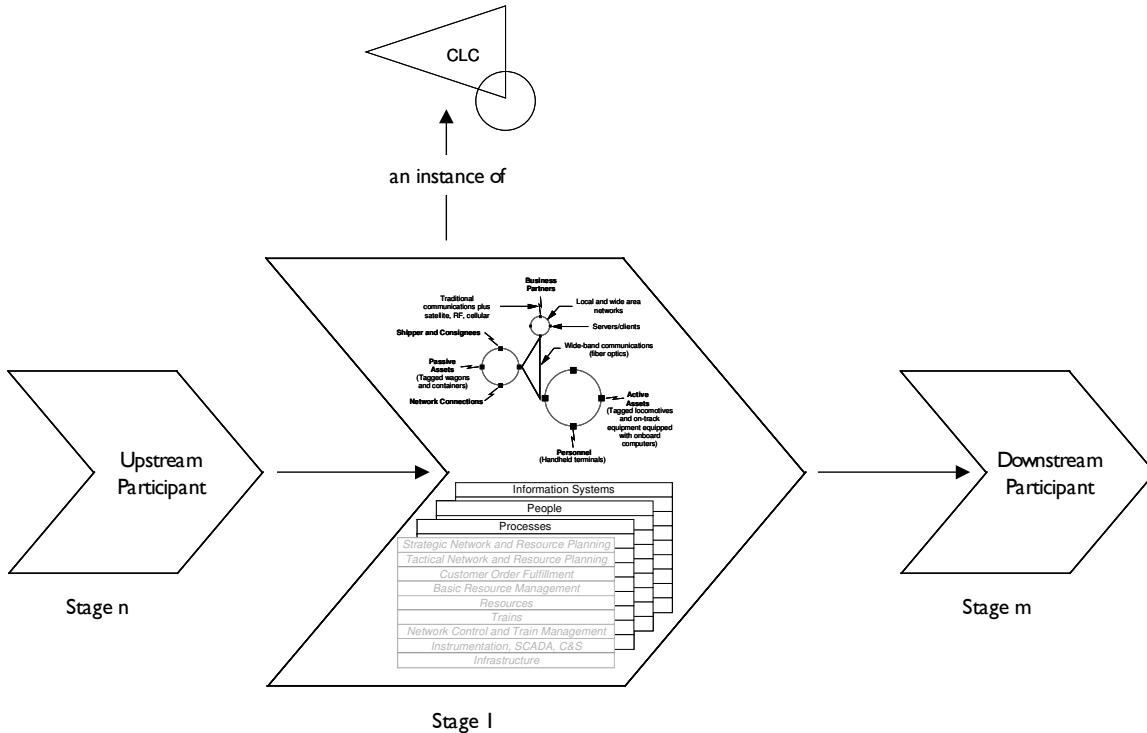 CLC
an instance of
Business
Partners
Traditional
communications plus
satellite, RF, cellular
Local and wide area
networks
Servers/clients
Shipper and Consignees
Wide-band communications
(fiber optics)
Passive
Assets
(Tagged wagons
and containers)
Network Connections
Active
Assets
(Tagged locomotives
and on-track
equipment equipped
with onboard
computers)
Personnel
(Handheld terminals)
Upstream
Participant
Downstream
Participant
Information Systems
People
Processes
Strategic Network and Resource Planning
Tactical Network and Resource Planning
Customer Order Fulfillment
Basic Resource Management
Resources
Trains
Network Control and Train Management
Instrumentation, SCADA, C&S
Infrastructure
Stage n
Stage m
Stage 1